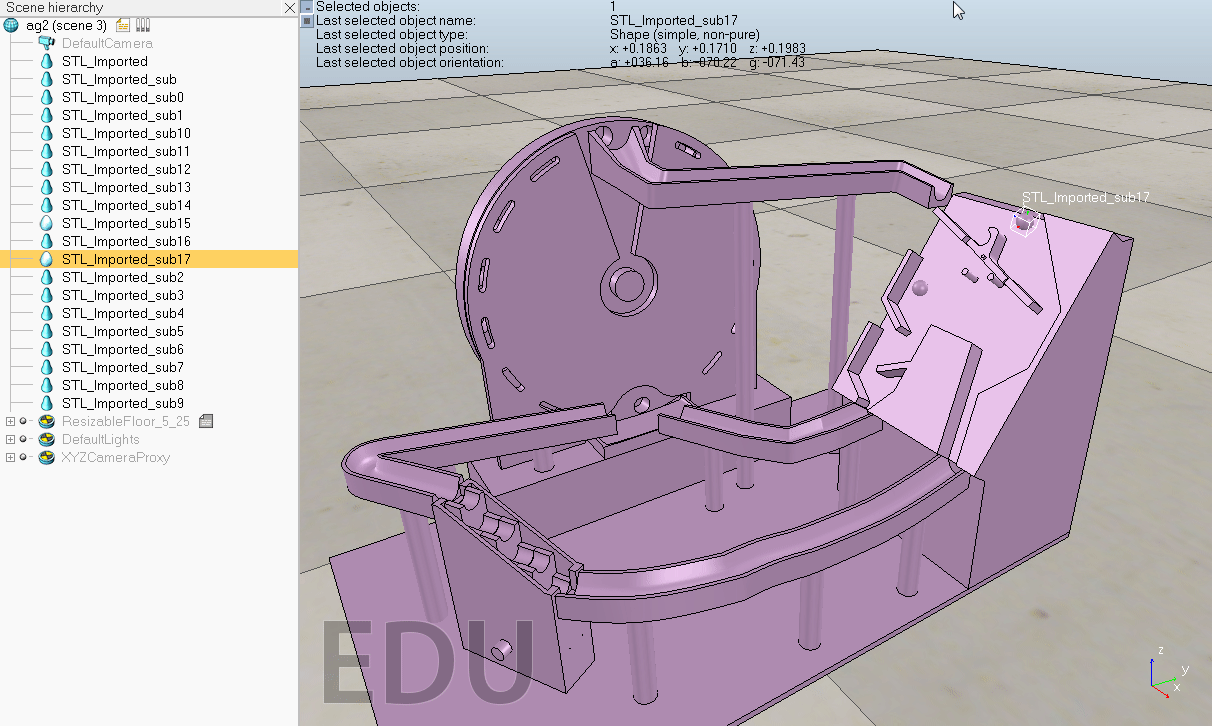 Scene hierarchy
ag2 (scene 3)
DefaultCamera
STL_Imported
STL_Imported_sub
STL_Imported_sub0
STL_Imported_sub1
STL_Imported_sub10
STL_Imported_sub11
STL_Imported_sub12
STL_Imported_sub13
STL_Imported_sub14
STL_Imported_sub15
STL_Imported_sub16
STL_Imported_sub17
STL_Imported_sub2
STL_Imported_sub3
STL_Imported_sub4
STL_Imported_sub5
STL_Imported_sub6
STL_Imported_sub7
STL_Imported_sub8
STL_Imported_sub9
ResizableFloor_5_25
DefaultLights
XYZCameraProxy
Selected objects: 1
Last selected object name: STL_Imported_sub17
Last selected object type: Shape (simple, non-pure)
Last selected object position: x: +0.1863 y: +0.1710 z: +0.1983
Last selected object orientation: a: +036.16 b: -070.22 g: -071.43
STL_Imported_sub17
EDU
z
y
x